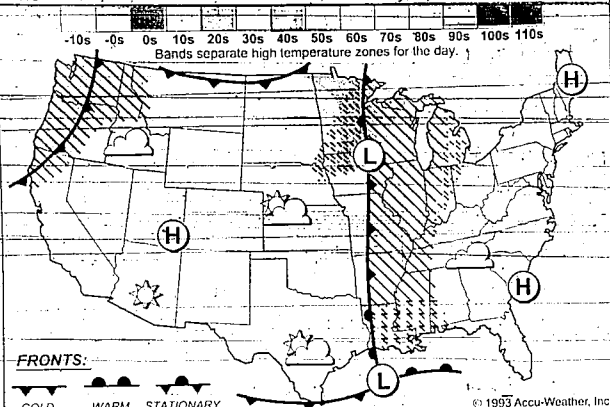 -10s -0s 0s 10s 20s 30s 40s 50s 60s 70s 80s 90s 100s 110s
Bands separate high temperature zones for the day.
H
L
H
H
L
FRONTS:
COLD WARM STATIONARY
© 1993 Accu-Weather, Inc